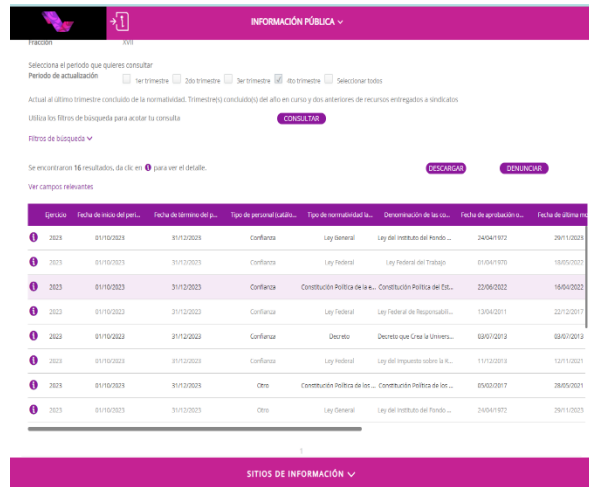 INFORMACIÓN PÚBLICA
Fracción XVII
Selecciona el periodo que quieres consultar
Periodo de actualización 1er trimestre 2do trimestre 3er trimestre 4to trimestre Seleccionar todos
Actual al último trimestre concluido de la normatividad. Trimestre(s) concluido(s) del año en curso y dos anteriores de recursos entregados a sindicatos
Utiliza los filtros de búsqueda para acotar tu consulta CONSULTAR
Filtros de búsqueda
Se encontraron 16 resultados, da clic en i para ver el detalle. DESCARGAR DENUNCIAR
Ver campos relevantes
Ejercicio Fecha de inicio del peri... Fecha de término del p... Tipo de personal (catálo... Tipo de normatividad la... Denominación de las co... Fecha de aprobación o... Fecha de última mo
2023 01/10/2023 31/12/2023 Confianza Ley General Ley del Instituto del Fondo ... 24/04/1972 29/11/2023
2023 01/10/2023 31/12/2023 Confianza Ley Federal Ley Federal del Trabajo 01/04/1970 18/05/2022
2023 01/10/2023 31/12/2023 Confianza Constitución Política de la e... Constitución Política del Est... 22/06/2022 16/04/2022
2023 01/10/2023 31/12/2023 Confianza Ley Federal Ley Federal de Responsabili... 13/04/2011 22/12/2017
2023 01/10/2023 31/12/2023 Confianza Decreto Decreto que Crea la Univers... 03/07/2013 03/07/2013
2023 01/10/2023 31/12/2023 Confianza Ley Federal Ley del Impuesto sobre la R... 11/12/2013 12/11/2021
2023 01/10/2023 31/12/2023 Otro Constitución Política de los ... Constitución Política de los ... 05/02/2017 28/05/2021
2023 01/10/2023 31/12/2023 Otro Ley General Ley del Instituto del Fondo ... 24/04/1972 29/11/2023
1
SITIOS DE INFORMACIÓN